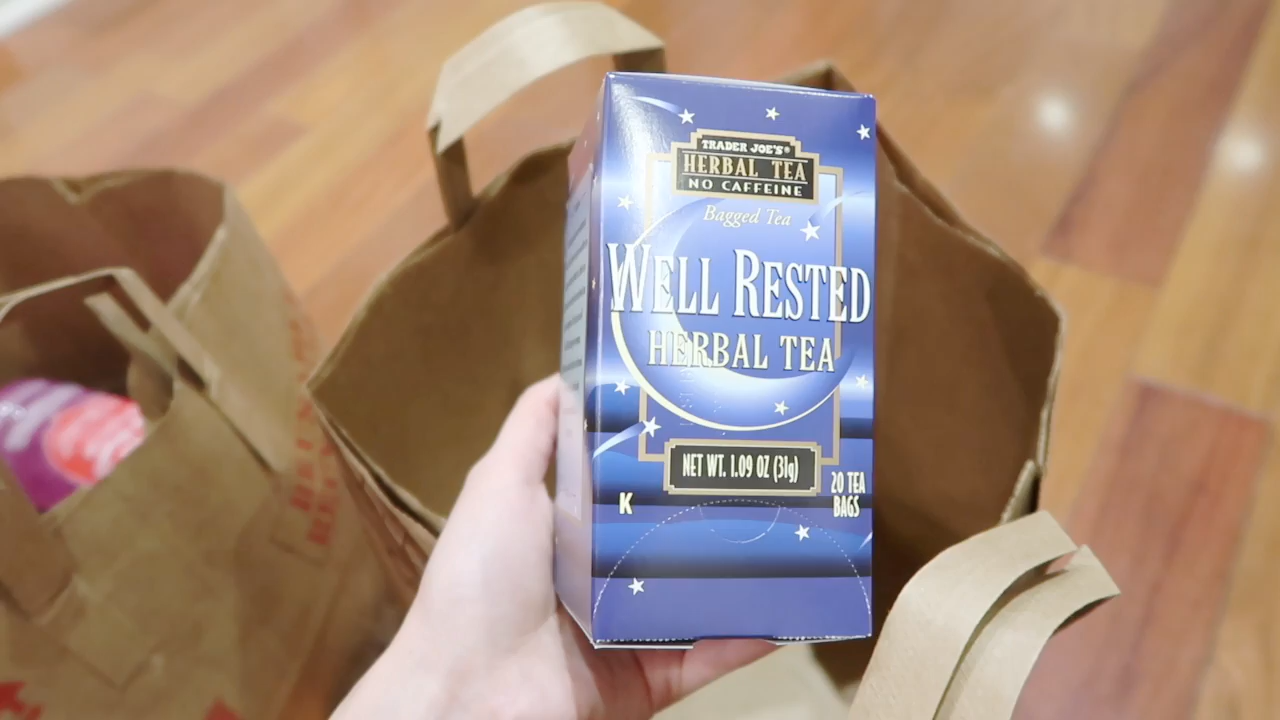 TRADER JOE'S®
HERBAL TEA
NO CAFFEINE
Bagged Tea
WELL RESTED
HERBAL TEA
NET WT. 1.09 OZ (31g)
K
20 TEA
BAGS